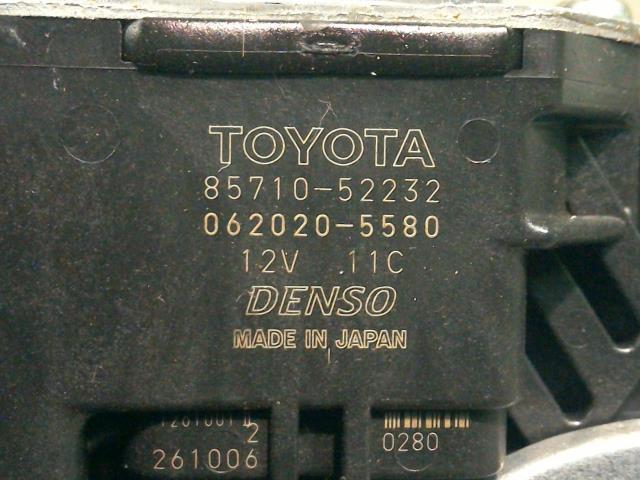 TOYOTA
85710-52232
062020-5580
12V 11C
DENSO
MADE IN JAPAN
2
261006
0280